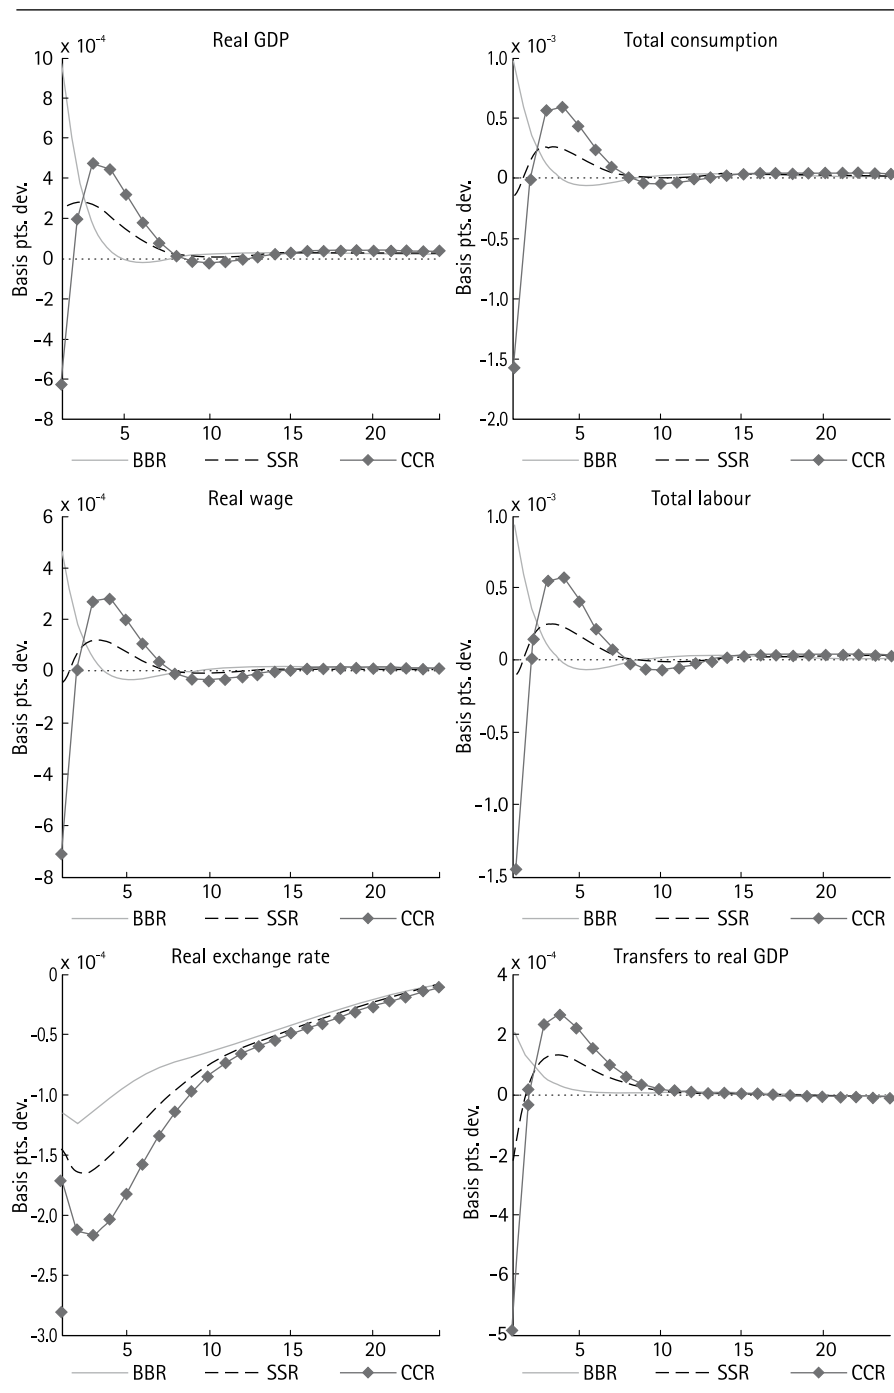 Real GDP
x 10⁻⁴
10
8
6
4
2
0
−2
−4
−6
−8
Basis pts. dev.
5 10 15 20
BBR SSR CCR
Total consumption
x 10⁻³
1.0
0.5
0
−0.5
−1.0
−1.5
−2.0
Basis pts. dev.
5 10 15 20
BBR SSR CCR
Real wage
x 10⁻⁴
6
4
2
0
−2
−4
−6
−8
Basis pts. dev.
5 10 15 20
BBR SSR CCR
Total labour
x 10⁻³
1.0
0.5
0
−0.5
−1.0
−1.5
Basis pts. dev.
5 10 15 20
BBR SSR CCR
Real exchange rate
x 10⁻⁴
0
−0.5
−1.0
−1.5
−2.0
−2.5
−3.0
Basis pts. dev.
5 10 15 20
BBR SSR CCR
Transfers to real GDP
x 10⁻⁴
4
2
0
−2
−4
−6
−5
Basis pts. dev.
5 10 15 20
BBR SSR CCR